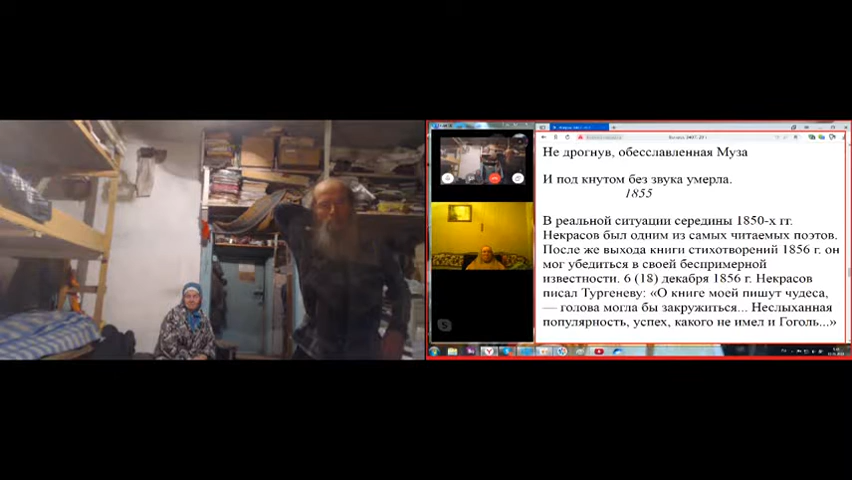 Не дрогнув, обесславленная Муза
И под кнутом без звука умерла.
1855
В реальной ситуации середины 1850-х гг.
Некрасов был одним из самых читаемых поэтов.
После же выхода книги стихотворений 1856 г. он
мог убедиться в своей беспримерной
известности. 6 (18) декабря 1856 г. Некрасов
писал Тургеневу: «О книге моей пишут чудеса,
— голова могла бы закружиться... Неслыханная
популярность, успех, какого не имел и Гоголь...»